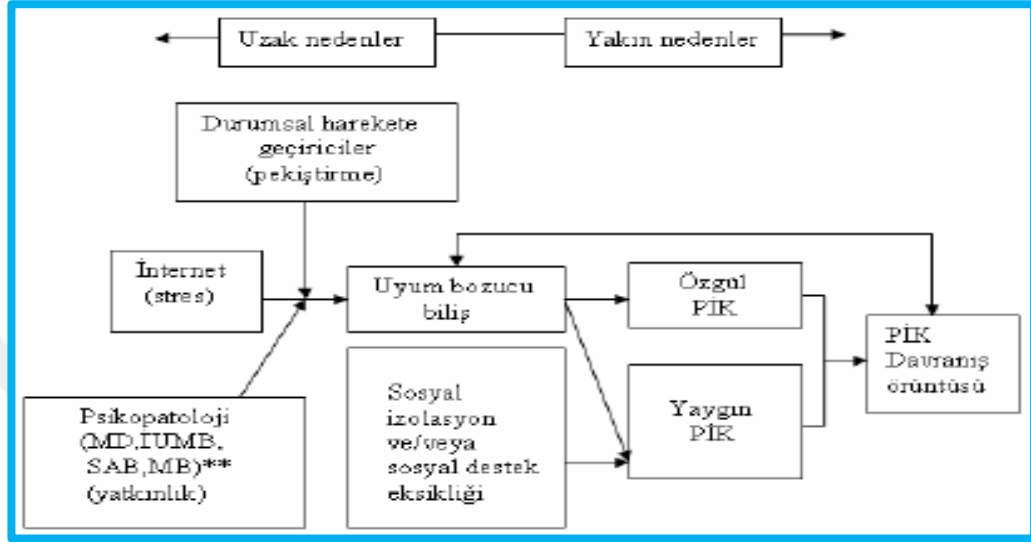 Uzak nedenler
Yakın nedenler
Durumsal harekete
geçiriciler
(pekiştirme)
İnternet
(stres)
Uyum bozucu
biliş
Özgül
PİK
PİK
Davranış
örüntüsü
Psikopatoloji
(MD,İUMB,
SAB,MB)**
(yatkınlık)
Sosyal
izolasyon
ve/veya
sosyal destek
eksikliği
Yaygın
PİK